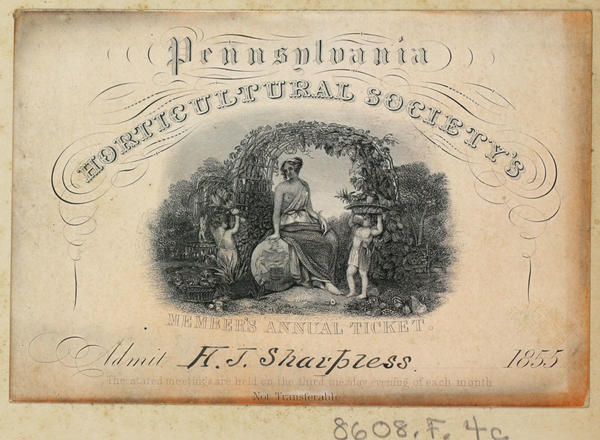 Pennsylvania
HORTICULTURAL SOCIETY'S
MEMBER'S ANNUAL TICKET.
Admit H. J. Sharpless. 1855
The stated meetings are held on the third tuesday evening of each month
Not Transferable
8608.F.4c